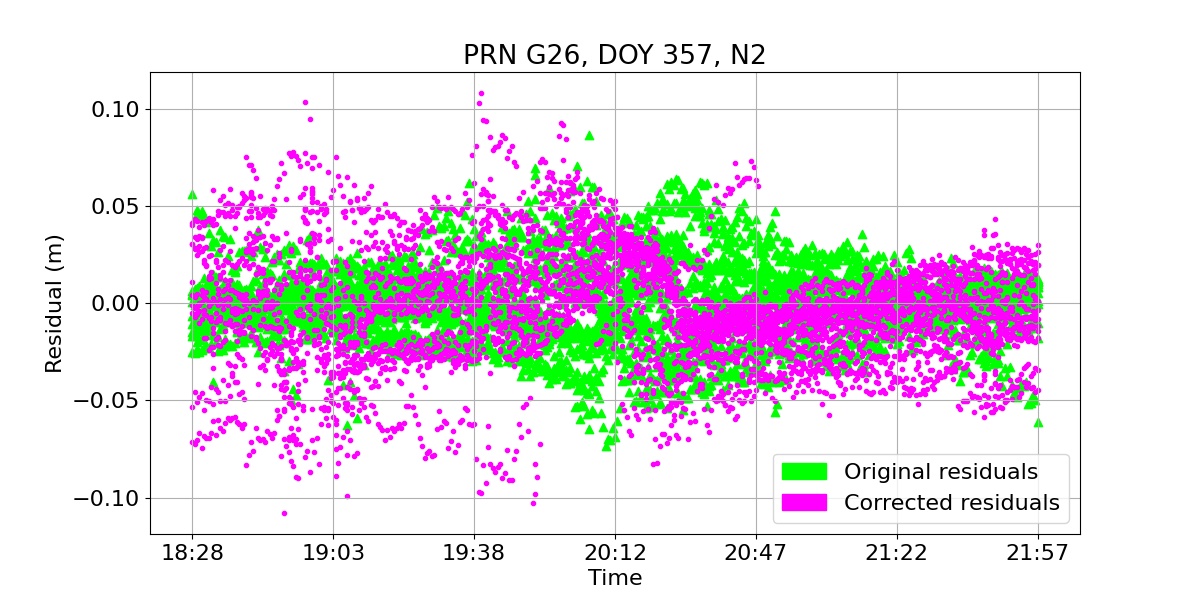 PRN G26, DOY 357, N2
Residual (m)
0.10
0.05
0.00
−0.05
−0.10
Original residuals
Corrected residuals
18:28 19:03 19:38 20:12 20:47 21:22 21:57
Time